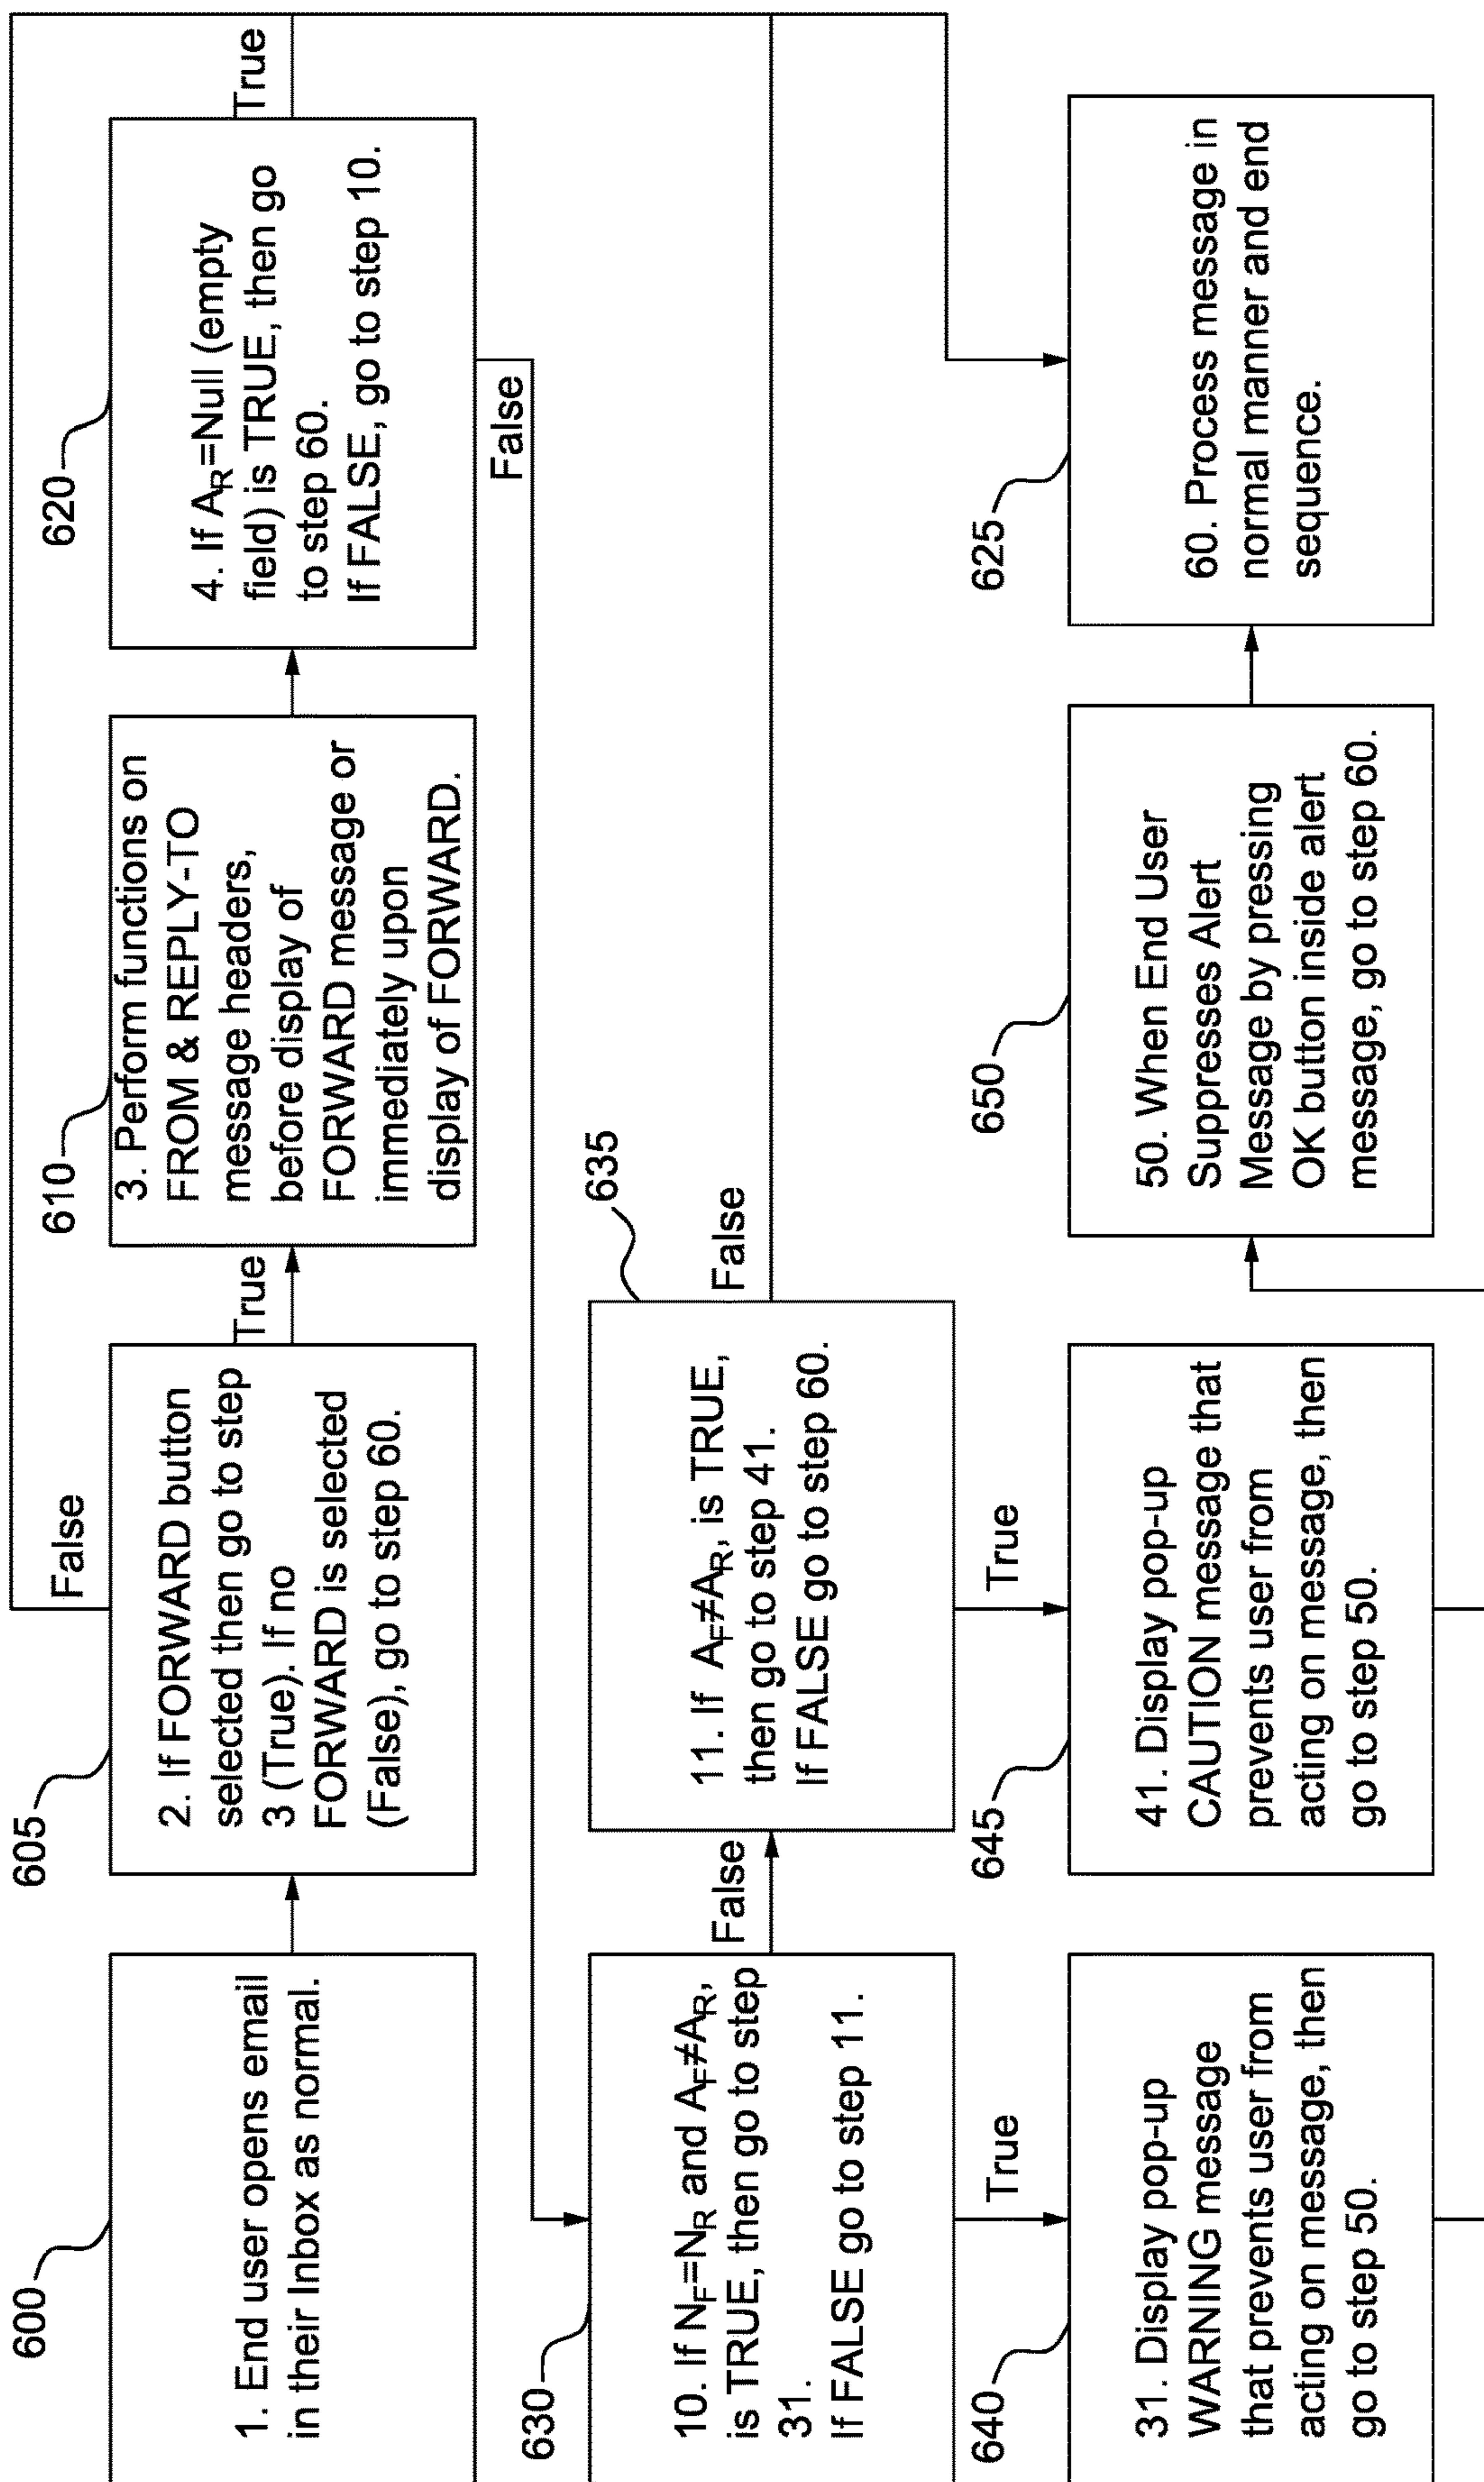 600
1. End user opens email
in their Inbox as normal.
605
2. If FORWARD button
selected then go to step
3 (True). If no
FORWARD is selected
(False), go to step 60.
False
True
610
3. Perform functions on
FROM & REPLY-TO
message headers,
before display of
FORWARD message or
immediately upon
display of FORWARD.
620
4. If A_R=Null (empty
field) is TRUE, then go
to step 60.
If FALSE, go to step 10.
True
False
630
10. If N_F=N_R and A_F≠A_R,
is TRUE, then go to step
31.
If FALSE go to step 11.
False
True
635
11. If A_F≠A_R, is TRUE,
then go to step 41.
If FALSE go to step 60.
False
True
640
31. Display pop-up
WARNING message
that prevents user from
acting on message, then
go to step 50.
645
41. Display pop-up
CAUTION message that
prevents user from
acting on message, then
go to step 50.
650
50. When End User
Suppresses Alert
Message by pressing
OK button inside alert
message, go to step 60.
625
60. Process message in
normal manner and end
sequence.